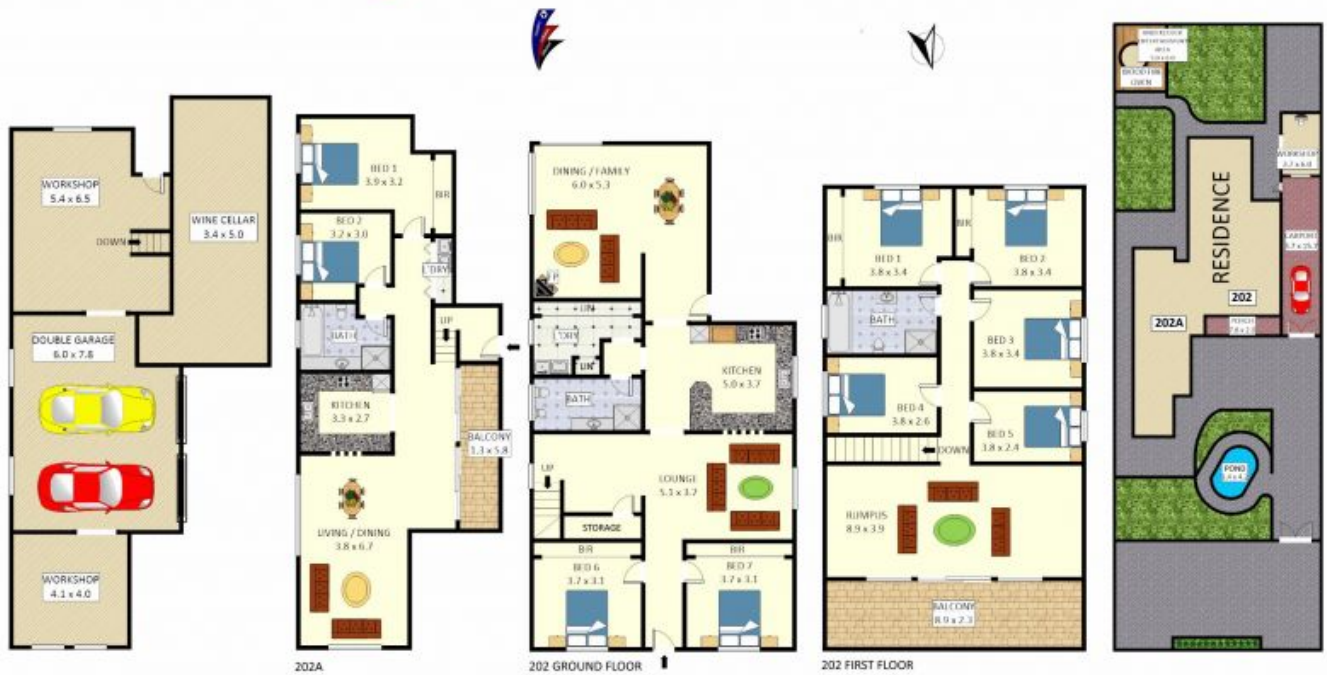 WORKSHOP
5.4 x 6.5
DOWN
WINE CELLAR
3.4 x 5.0
DOUBLE GARAGE
6.0 x 7.8
WORKSHOP
4.1 x 4.0
BED 1
3.9 x 3.2
BIR
BED 2
3.2 x 3.0
L'DRY
BATH
UP
KITCHEN
3.3 x 2.7
BALCONY
1.3 x 5.8
LIVING / DINING
3.8 x 6.7
202A
DINING / FAMILY
6.0 x 5.3
FP
LIN
L'DRY
LIN
KITCHEN
5.0 x 3.7
BATH
UP
LOUNGE
5.1 x 3.7
STORAGE
BIR
BED 6
3.7 x 3.1
BIR
BED 7
3.7 x 3.1
202 GROUND FLOOR
BIR
BED 1
3.8 x 3.4
BIR
BED 2
3.8 x 3.4
BATH
BED 3
3.8 x 3.4
BED 4
3.8 x 2.6
BED 5
3.8 x 2.4
DOWN
RUMPUS
8.9 x 3.9
BALCONY
8.9 x 2.3
202 FIRST FLOOR
AREA
OVEN
WORKSHOP
RESIDENCE
CARPORT
202
202A
PORCH
POND